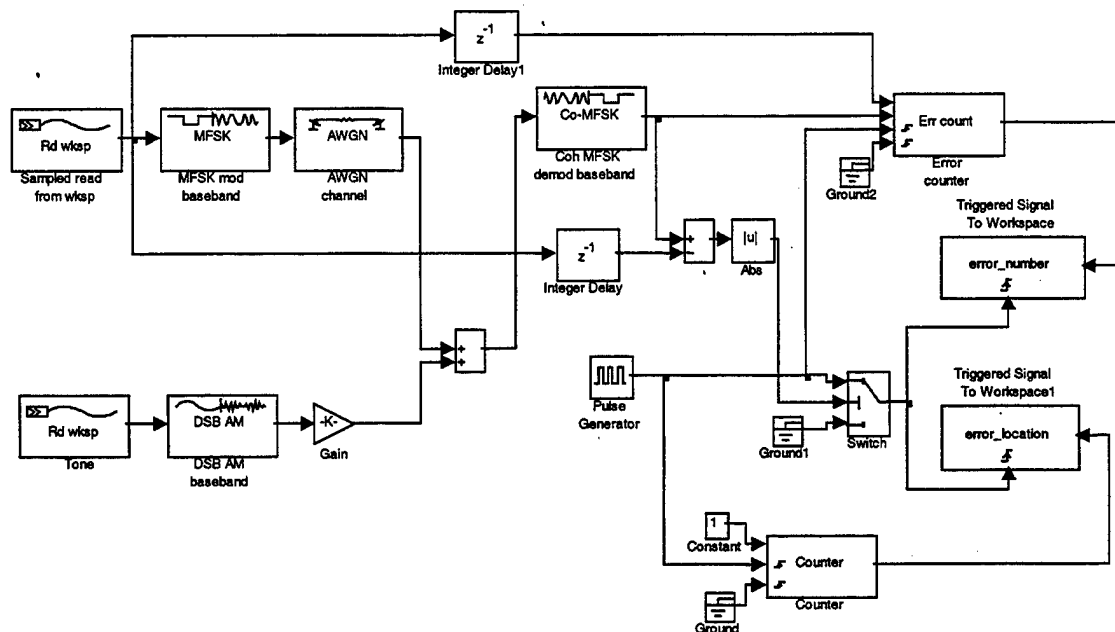 z-1
Integer Delay1
Rd wksp
Sampled read
from wksp
MFSK
MFSK mod
baseband
AWGN
AWGN
channel
Co-MFSK
Coh MFSK
demod baseband
Err count
Error
counter
Ground2
Triggered Signal
To Workspace
error_number
z-1
Integer Delay
+
-
|u|
Abs
+
+
Pulse
Generator
Ground1
Switch
Triggered Signal
To Workspace1
error_location
Rd wksp
Tone
DSB AM
DSB AM
baseband
-K-
Gain
1
Constant
Counter
Counter
Ground